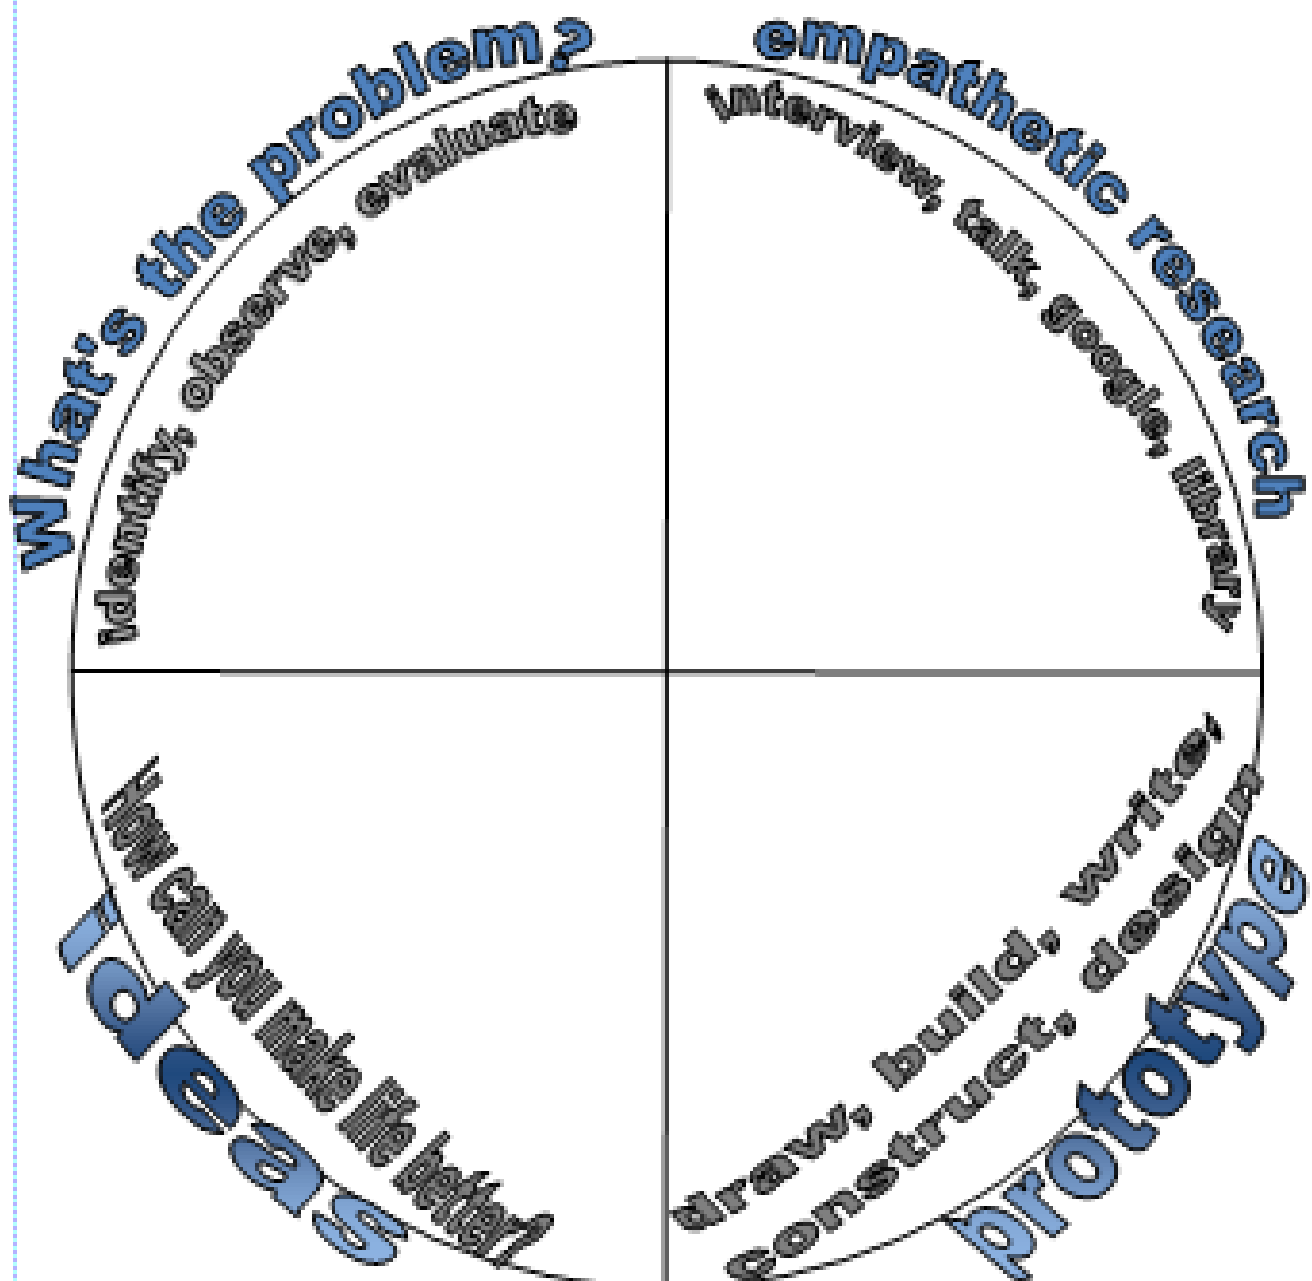 What's the problem?
identify, observe, evaluate
empathetic research
interview, talk, google, library
Ideas
How can you make life better?
prototype
draw, build, write,
construct, design